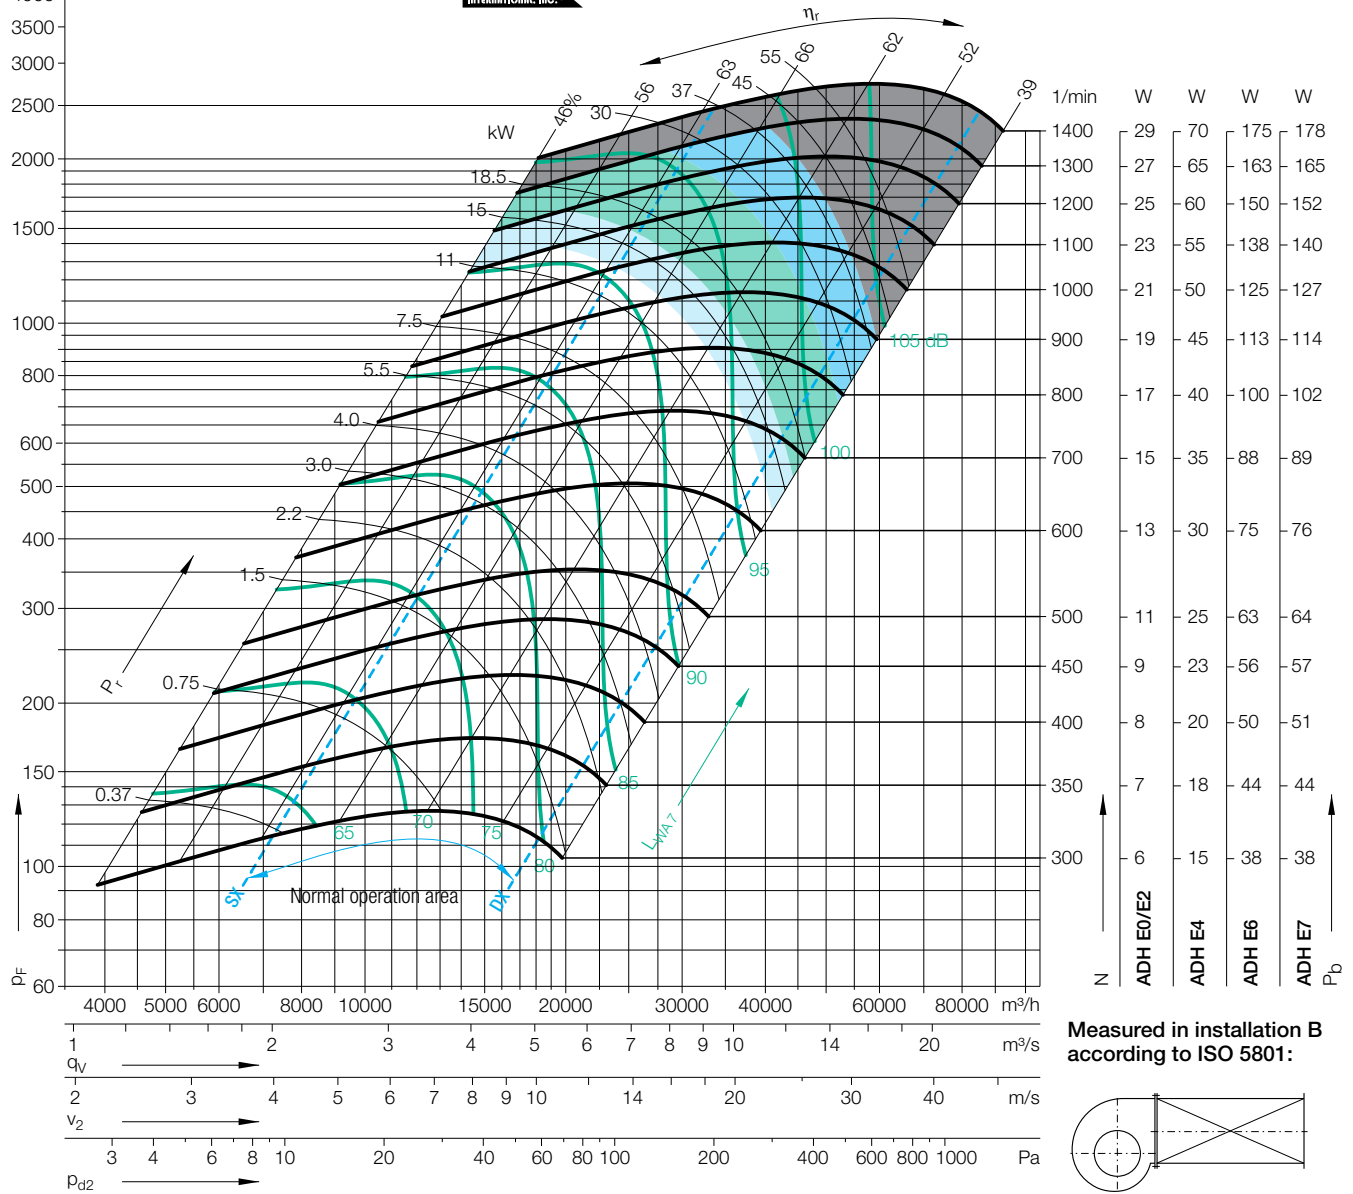 INTERNATIONAL, INC.
3500
3000
2500
2000
1500
1000
800
600
500
400
300
200
150
100
80
60
pF
ηr
kW
46%
56
63
66
62
52
39
55
45
37
30
18.5
15
11
7.5
5.5
4.0
3.0
2.2
1.5
0.75
0.37
Pr
105 dB
100
95
90
85
80
75
70
65
LWA 7
SX
Normal operation area
DX
1/min W W W W
1400 29 70 175 178
1300 27 65 163 165
1200 25 60 150 152
1100 23 55 138 140
1000 21 50 125 127
900 19 45 113 114
800 17 40 100 102
700 15 35 88 89
600 13 30 75 76
500 11 25 63 64
450 9 23 56 57
400 8 20 50 51
350 7 18 44 44
300 6 15 38 38
N ADH E0/E2 ADH E4 ADH E6 ADH E7 Pb
4000 5000 6000 8000 10000 15000 20000 30000 40000 60000 80000 m³/h
1 2 3 4 5 6 7 8 9 10 14 20 m³/s
qV
2 3 4 5 6 7 8 9 10 14 20 30 40 m/s
v2
3 4 6 8 10 20 40 60 80 100 200 400 600 800 1000 Pa
pd2
Measured in installation B
according to ISO 5801: